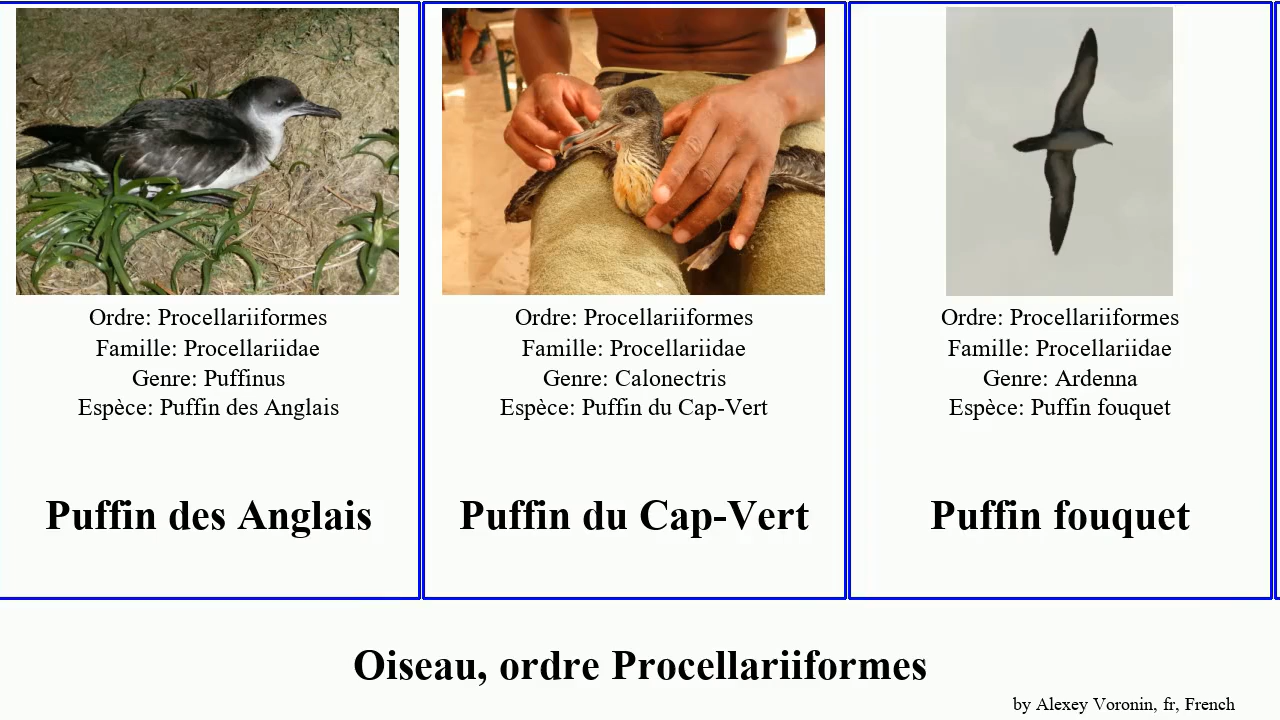 Ordre: Procellariiformes
Famille: Procellariidae
Genre: Puffinus
Espèce: Puffin des Anglais
Puffin des Anglais
Ordre: Procellariiformes
Famille: Procellariidae
Genre: Calonectris
Espèce: Puffin du Cap-Vert
Puffin du Cap-Vert
Ordre: Procellariiformes
Famille: Procellariidae
Genre: Ardenna
Espèce: Puffin fouquet
Puffin fouquet
Oiseau, ordre Procellariiformes
by Alexey Voronin, fr, French